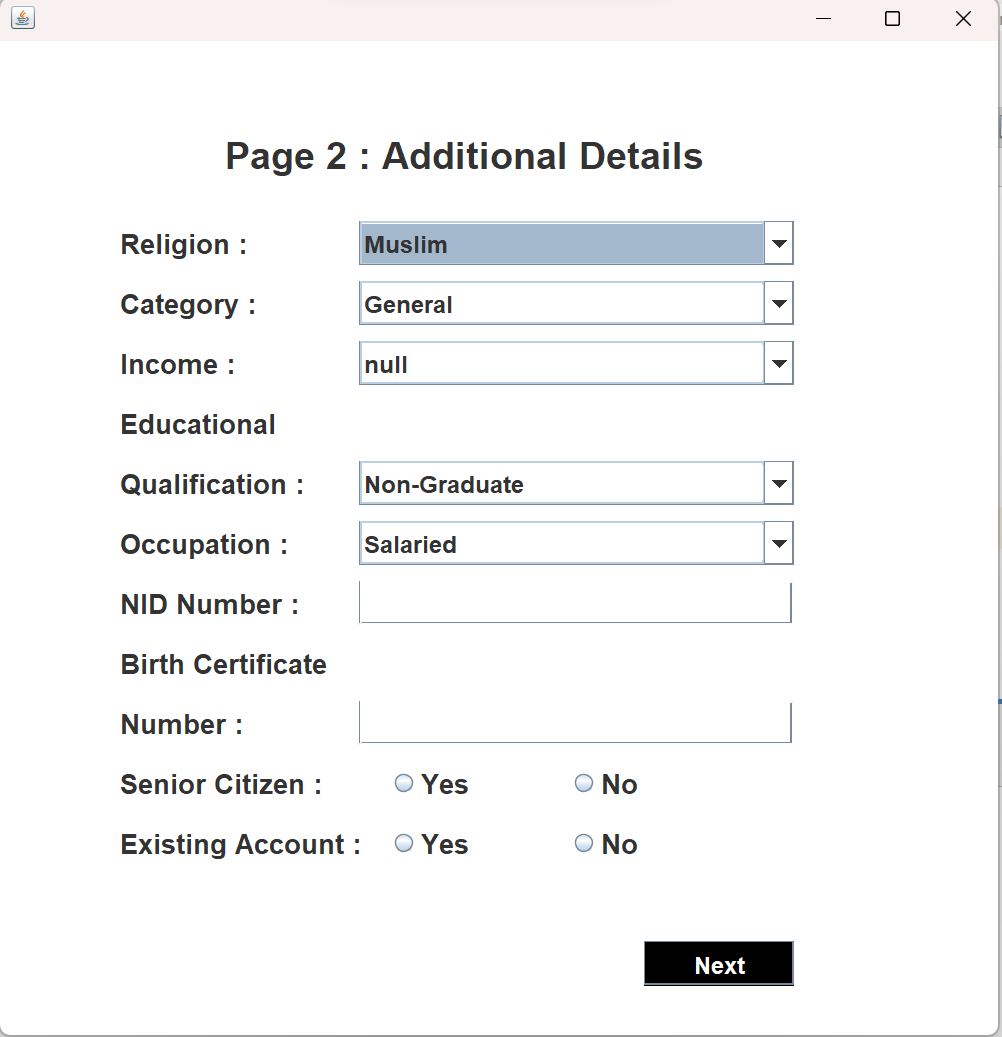 Page 2 : Additional Details
Religion : Muslim
Category : General
Income : null
Educational
Qualification : Non-Graduate
Occupation : Salaried
NID Number :
Birth Certificate
Number :
Senior Citizen : Yes No
Existing Account : Yes No
Next